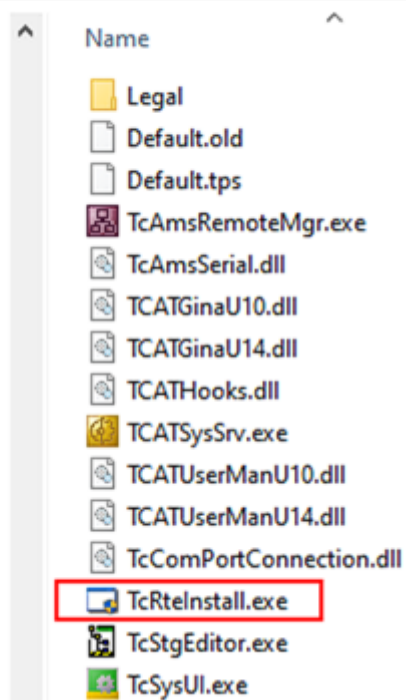 Name
Legal
Default.old
Default.tps
TcAmsRemoteMgr.exe
TcAmsSerial.dll
TCATGinaU10.dll
TCATGinaU14.dll
TCATHooks.dll
TCATSysSrv.exe
TCATUserManU10.dll
TCATUserManU14.dll
TcComPortConnection.dll
TcRteInstall.exe
TcStgEditor.exe
TcSysUI.exe